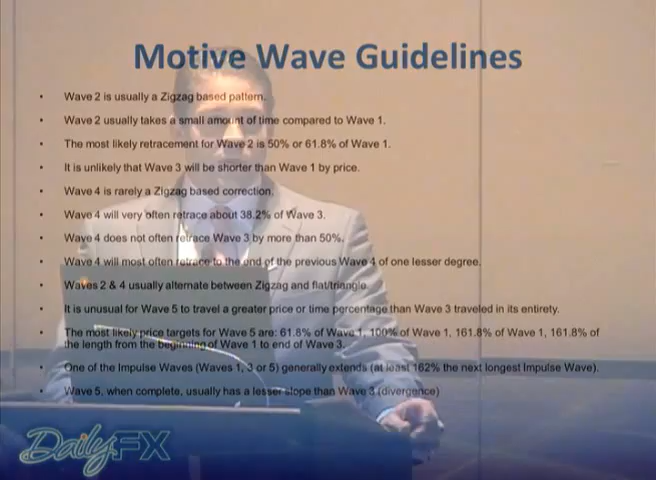 Motive Wave Guidelines
• Wave 2 is usually a Zigzag based pattern.
• Wave 2 usually takes a small amount of time compared to Wave 1.
• The most likely retracement for Wave 2 is 50% or 61.8% of Wave 1.
• It is unlikely that Wave 3 will be shorter than Wave 1 by price.
• Wave 4 is rarely a Zigzag based correction.
• Wave 4 will very often retrace about 38.2% of Wave 3.
• Wave 4 does not often retrace Wave 3 by more than 50%.
• Wave 4 will most often retrace to the end of the previous Wave 4 of one lesser degree.
• Waves 2 & 4 usually alternate between Zigzag and flat/triangle.
• It is unusual for Wave 5 to travel a greater price or time percentage than Wave 3 traveled in its entirety.
• The most likely price targets for Wave 5 are: 61.8% of Wave 1, 100% of Wave 1, 161.8% of Wave 1, 161.8% of
the length from the beginning of Wave 1 to end of Wave 3.
• One of the Impulse Waves (Waves 1, 3 or 5) generally extends (at least 162% the next longest Impulse Wave).
• Wave 5, when complete, usually has a lesser slope than Wave 3 (divergence)
DailyFX